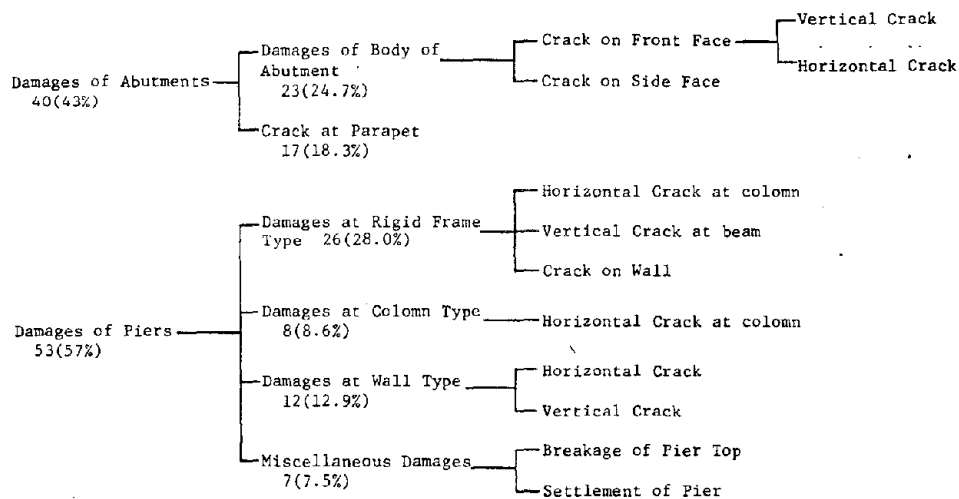 Damages of Abutments
40(43%)
Damages of Body of
Abutment
23(24.7%)
Crack on Front Face
Vertical Crack
Horizontal Crack
Crack on Side Face
Crack at Parapet
17(18.3%)
Damages of Piers
53(57%)
Damages at Rigid Frame
Type 26(28.0%)
Horizontal Crack at colomn
Vertical Crack at beam
Crack on Wall
Damages at Colomn Type
8(8.6%)
Horizontal Crack at colomn
Damages at Wall Type
12(12.9%)
Horizontal Crack
Vertical Crack
Miscellaneous Damages
7(7.5%)
Breakage of Pier Top
Settlement of Pier